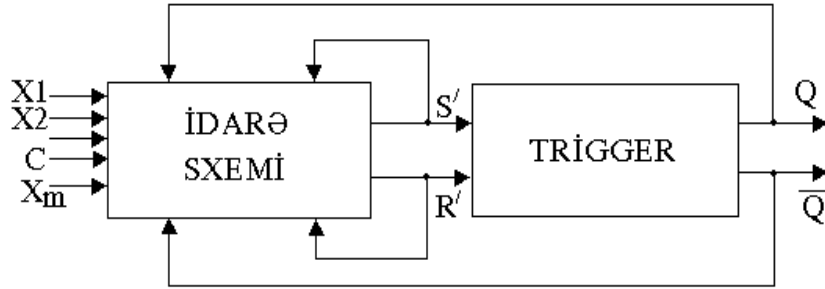 X1
X2
C
Xm
İDARƏ
SXEMİ
S/
R/
TRİGGER
Q
Q̅